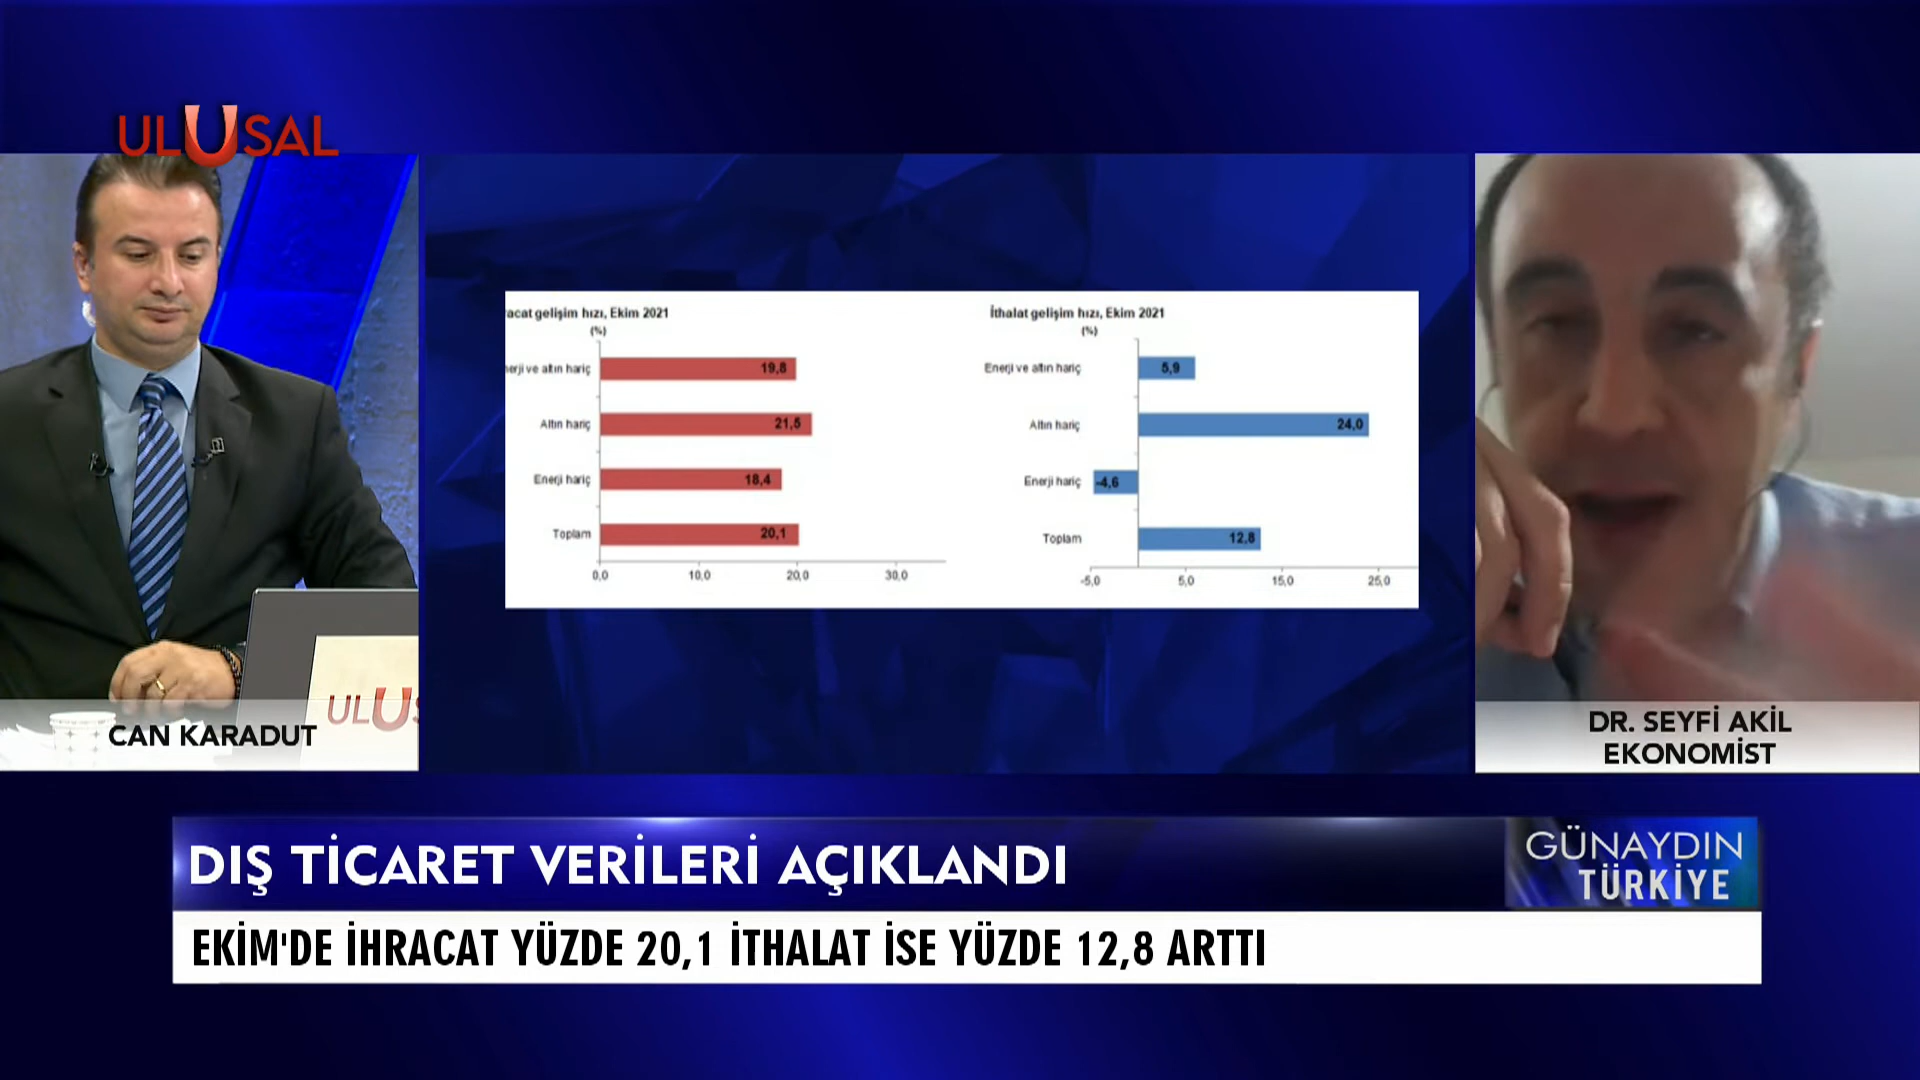 ULUSAL
racat gelişim hızı, Ekim 2021
(%)
nerji ve altın hariç
19,8
Altın hariç
21,5
Enerji hariç
18,4
Toplam
20,1
0,0 10,0 20,0 30,0
İthalat gelişim hızı, Ekim 2021
(%)
Enerji ve altın hariç
5,9
Altın hariç
24,0
Enerji hariç
-4,6
Toplam
12,8
-5,0 5,0 15,0 25,0
ULUS
CAN KARADUT
DR. SEYFİ AKİL
EKONOMİST
DIŞ TİCARET VERİLERİ AÇIKLANDI
GÜNAYDIN
TÜRKİYE
EKİM'DE İHRACAT YÜZDE 20,1 İTHALAT İSE YÜZDE 12,8 ARTTI